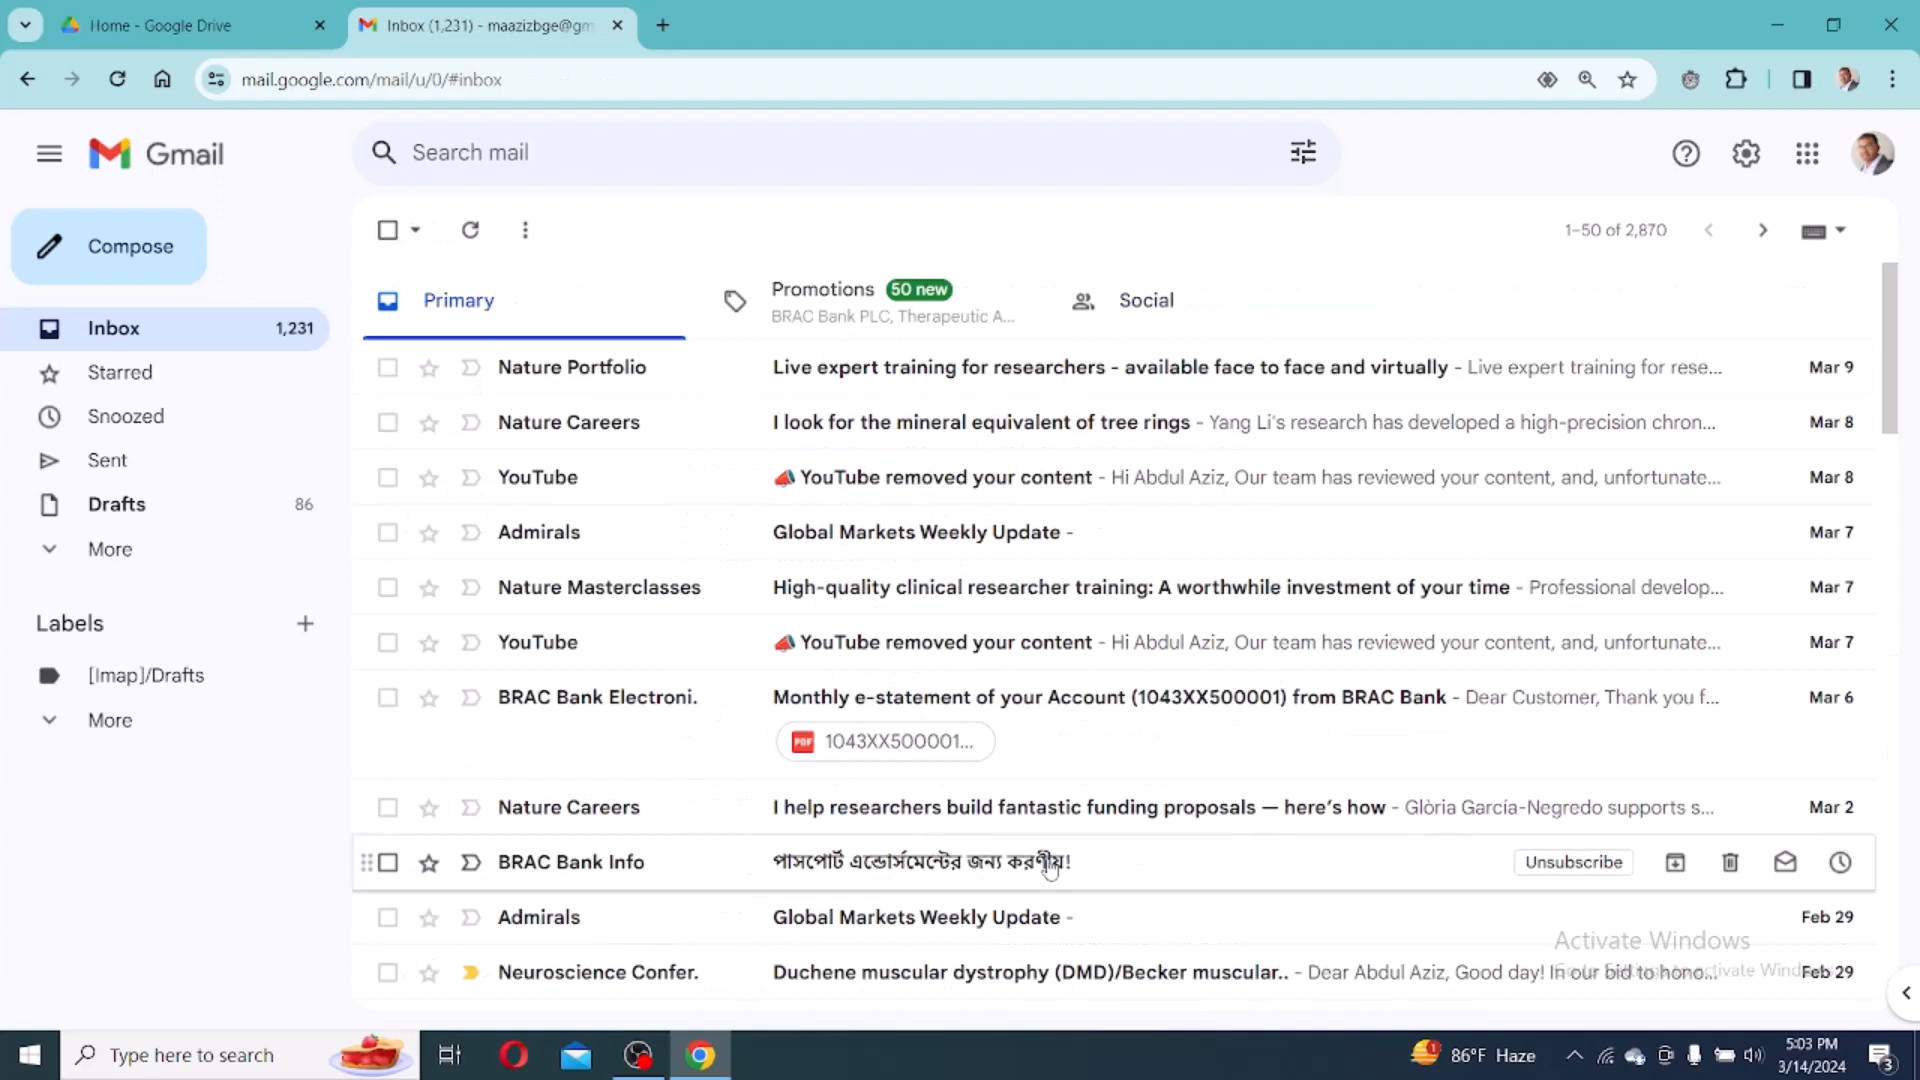 Home - Google Drive
Inbox (1,231) - maazizbge@gm
mail.google.com/mail/u/0/#inbox
Gmail
Search mail
Compose
1–50 of 2,870
Primary
Promotions 50 new
BRAC Bank PLC, Therapeutic A...
Social
Inbox 1,231
Starred
Snoozed
Sent
Drafts 86
More
Labels
[Imap]/Drafts
More
Nature Portfolio Live expert training for researchers - available face to face and virtually - Live expert training for rese... Mar 9
Nature Careers I look for the mineral equivalent of tree rings - Yang Li's research has developed a high-precision chron... Mar 8
YouTube 📣 YouTube removed your content - Hi Abdul Aziz, Our team has reviewed your content, and, unfortunate... Mar 8
Admirals Global Markets Weekly Update - Mar 7
Nature Masterclasses High-quality clinical researcher training: A worthwhile investment of your time - Professional develop... Mar 7
YouTube 📣 YouTube removed your content - Hi Abdul Aziz, Our team has reviewed your content, and, unfortunate... Mar 7
BRAC Bank Electroni. Monthly e-statement of your Account (1043XX500001) from BRAC Bank - Dear Customer, Thank you f... Mar 6
PDF 1043XX500001...
Nature Careers I help researchers build fantastic funding proposals — here's how - Glòria García-Negredo supports s... Mar 2
BRAC Bank Info পাসপোর্ট এন্ডোর্সমেন্টের জন্য করণীয়! Unsubscribe
Admirals Global Markets Weekly Update - Feb 29
Activate Windows
Neuroscience Confer. Duchene muscular dystrophy (DMD)/Becker muscular.. - Dear Abdul Aziz, Good day! In our bid to hono... Feb 29
Go to Settings to activate Windows.
Type here to search
86°F Haze
5:03 PM
3/14/2024
3